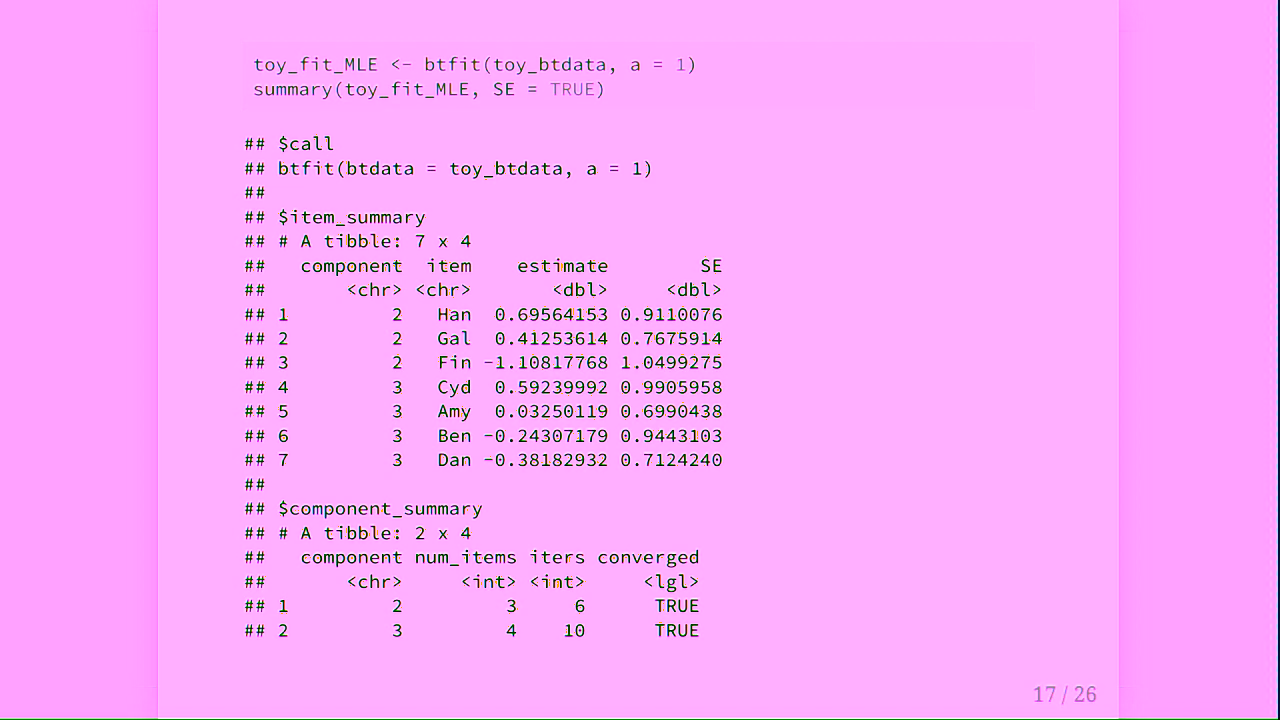 toy_fit_MLE <- btfit(toy_btdata, a = 1)
summary(toy_fit_MLE, SE = TRUE)
## $call
## btfit(btdata = toy_btdata, a = 1)
##
## $item_summary
## # A tibble: 7 x 4
##   component  item    estimate        SE
##       <chr> <chr>       <dbl>     <dbl>
## 1         2   Han  0.69564153 0.9110076
## 2         2   Gal  0.41253614 0.7675914
## 3         2   Fin -1.10817768 1.0499275
## 4         3   Cyd  0.59239992 0.9905958
## 5         3   Amy  0.03250119 0.6990438
## 6         3   Ben -0.24307179 0.9443103
## 7         3   Dan -0.38182932 0.7124240
##
## $component_summary
## # A tibble: 2 x 4
##   component num_items iters converged
##       <chr>     <int> <int>     <lgl>
## 1         2         3     6      TRUE
## 2         3         4    10      TRUE
17 / 26